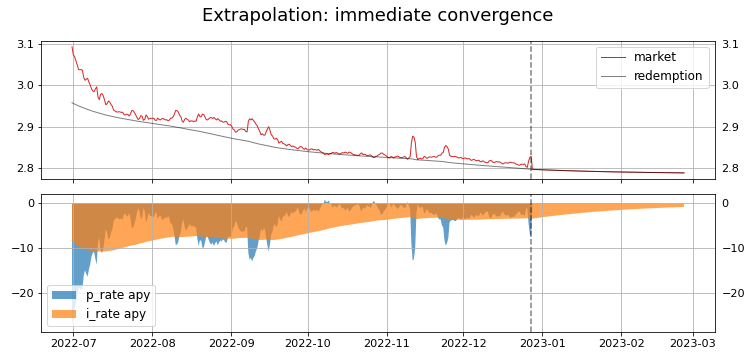 Extrapolation: immediate convergence
3.1
3.0
2.9
2.8
3.1
3.0
2.9
2.8
market
redemption
0
−10
−20
0
−10
−20
p_rate apy
i_rate apy
2022-07 2022-08 2022-09 2022-10 2022-11 2022-12 2023-01 2023-02 2023-03